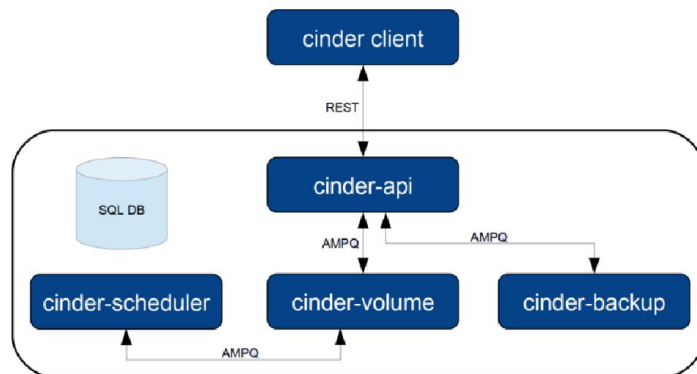 cinder client
REST
cinder-api
SQL DB
AMPQ
AMPQ
cinder-scheduler
cinder-volume
cinder-backup
AMPQ